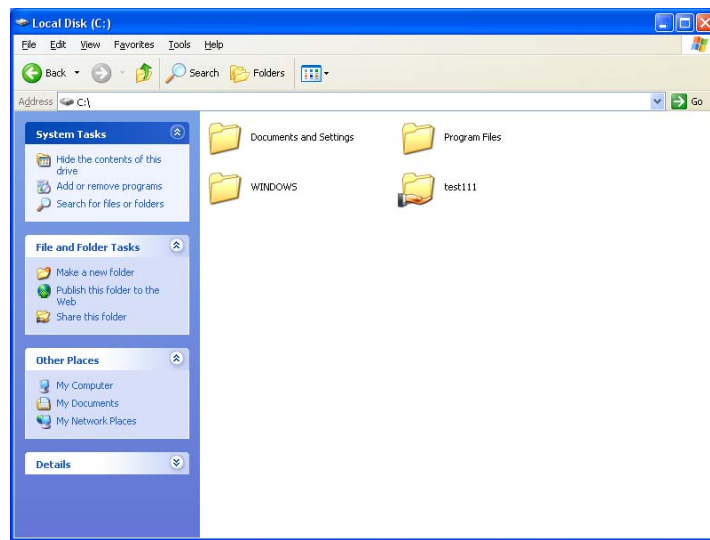 Local Disk (C:)
File Edit View Favorites Tools Help
Back Search Folders
Address C:\ Go
System Tasks
Hide the contents of this
drive
Add or remove programs
Search for files or folders
File and Folder Tasks
Make a new folder
Publish this folder to the
Web
Share this folder
Other Places
My Computer
My Documents
My Network Places
Details
Documents and Settings Program Files
WINDOWS test111